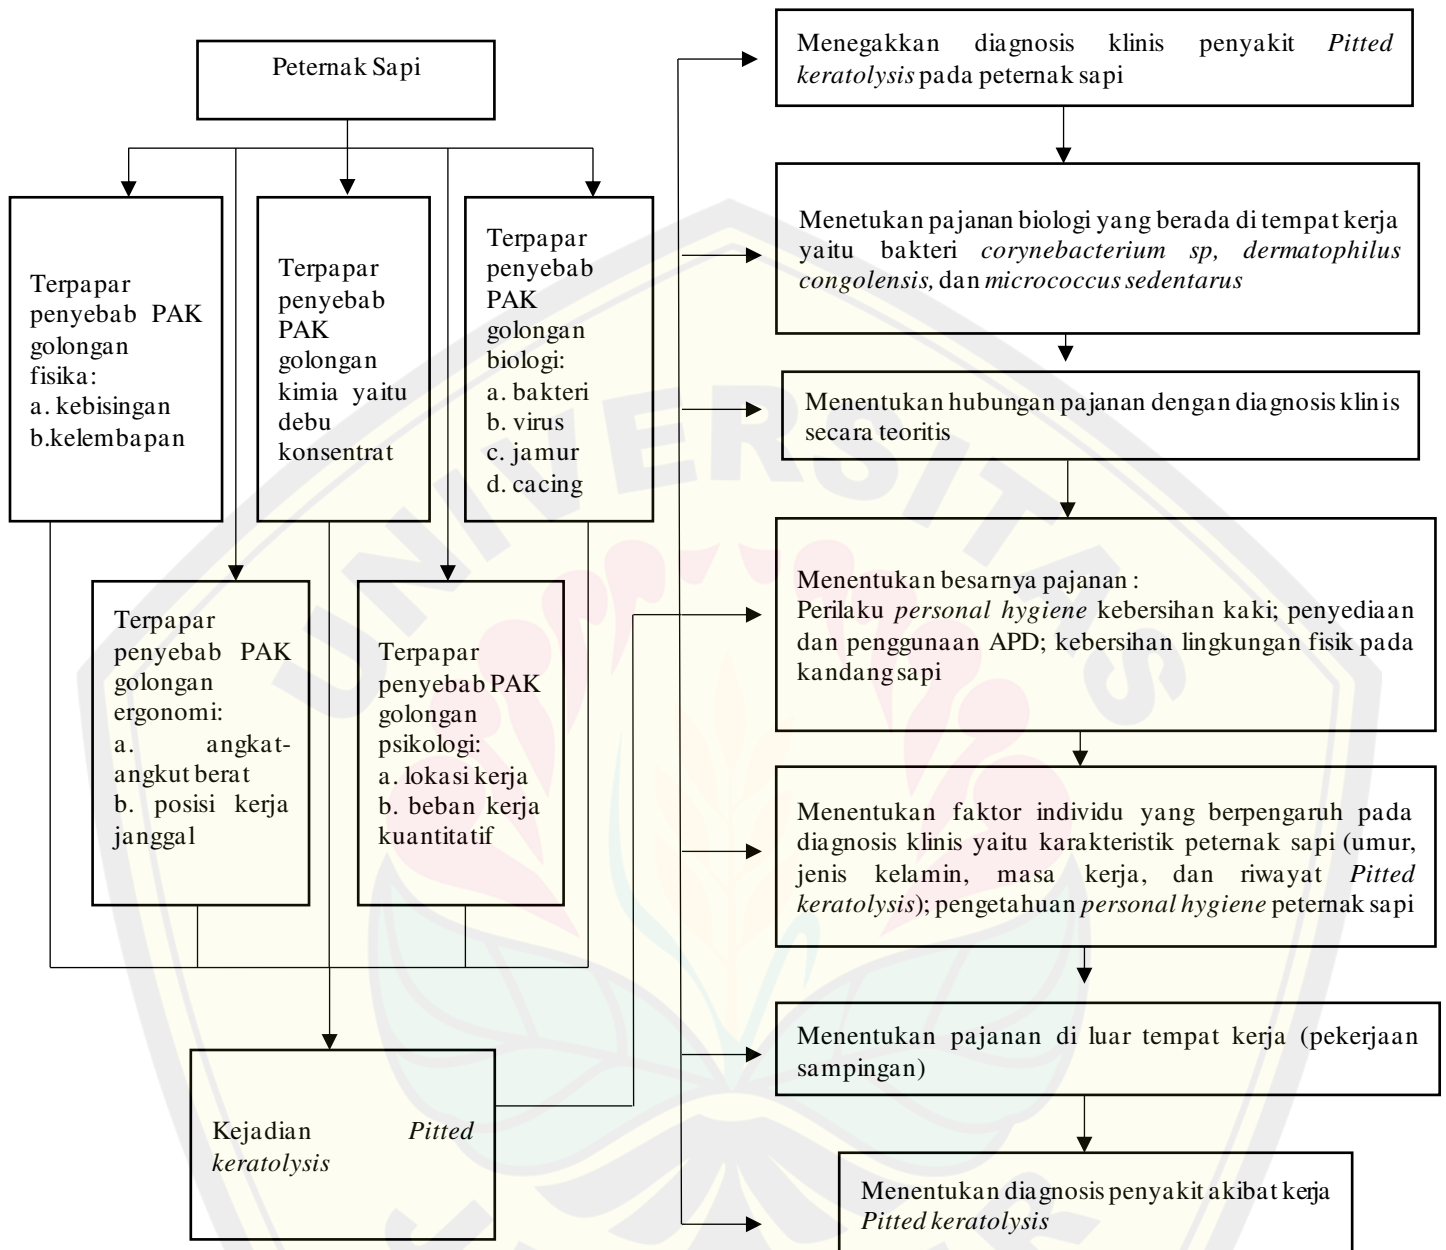 Peternak Sapi
Terpapar
penyebab PAK
golongan
fisika:
a. kebisingan
b.kelembapan
Terpapar
penyebab
PAK
golongan
kimia yaitu
debu
konsentrat
Terpapar
penyebab
PAK
golongan
biologi:
a. bakteri
b. virus
c. jamur
d. cacing
Terpapar
penyebab PAK
golongan
ergonomi:
a. angkat-
angkut berat
b. posisi kerja
janggal
Terpapar
penyebab PAK
golongan
psikologi:
a. lokasi kerja
b. beban kerja
kuantitatif
Kejadian Pitted
keratolysis
Menegakkan diagnosis klinis penyakit Pitted
keratolysis pada peternak sapi
Menetukan pajanan biologi yang berada di tempat kerja
yaitu bakteri corynebacterium sp, dermatophilus
congolensis, dan micrococcus sedentarus
Menentukan hubungan pajanan dengan diagnosis klinis
secara teoritis
Menentukan besarnya pajanan :
Perilaku personal hygiene kebersihan kaki; penyediaan
dan penggunaan APD; kebersihan lingkungan fisik pada
kandang sapi
Menentukan faktor individu yang berpengaruh pada
diagnosis klinis yaitu karakteristik peternak sapi (umur,
jenis kelamin, masa kerja, dan riwayat Pitted
keratolysis); pengetahuan personal hygiene peternak sapi
Menentukan pajanan di luar tempat kerja (pekerjaan
sampingan)
Menentukan diagnosis penyakit akibat kerja
Pitted keratolysis
UNIVERSITAS